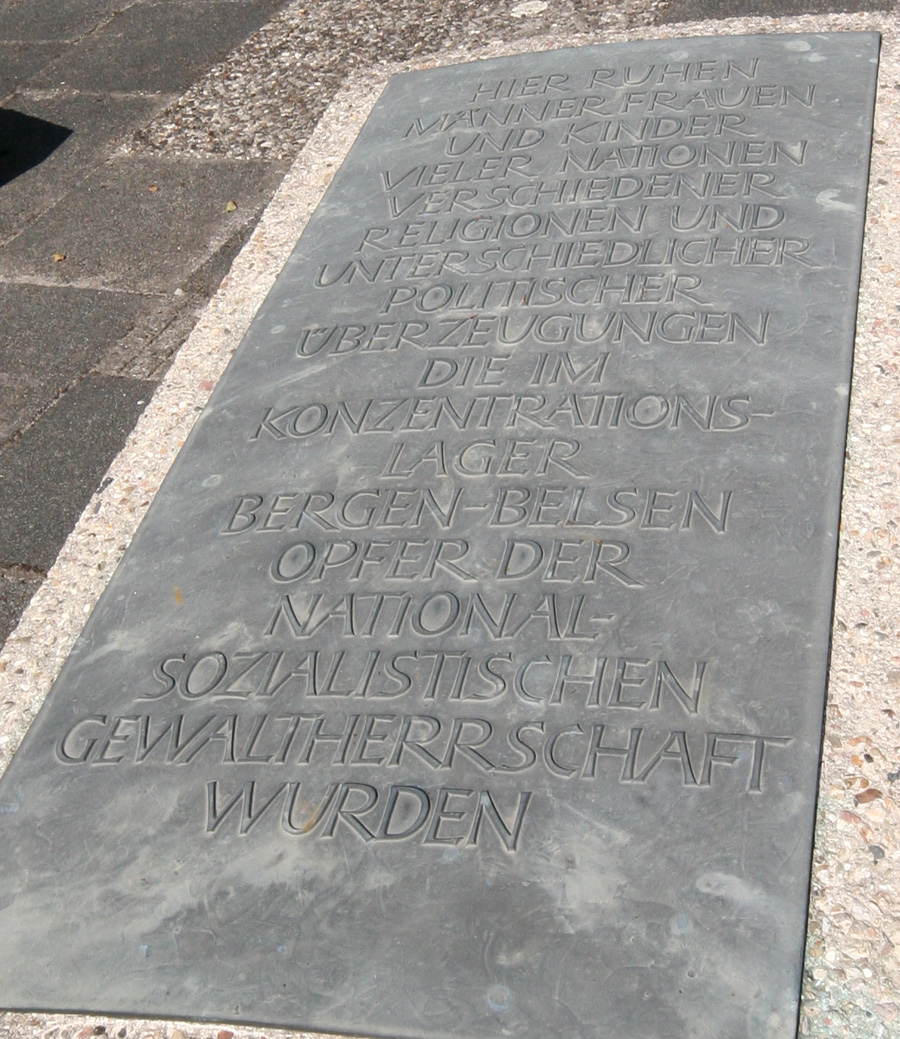 HIER RUHEN
MÄNNER FRAUEN
UND KINDER
VIELER NATIONEN
VERSCHIEDENER
RELIGIONEN UND
UNTERSCHIEDLICHER
POLITISCHER
ÜBERZEUGUNGEN
DIE IM
KONZENTRATIONS-
LAGER
BERGEN-BELSEN
OPFER DER
NATIONAL-
SOZIALISTISCHEN
GEWALTHERRSCHAFT
WURDEN